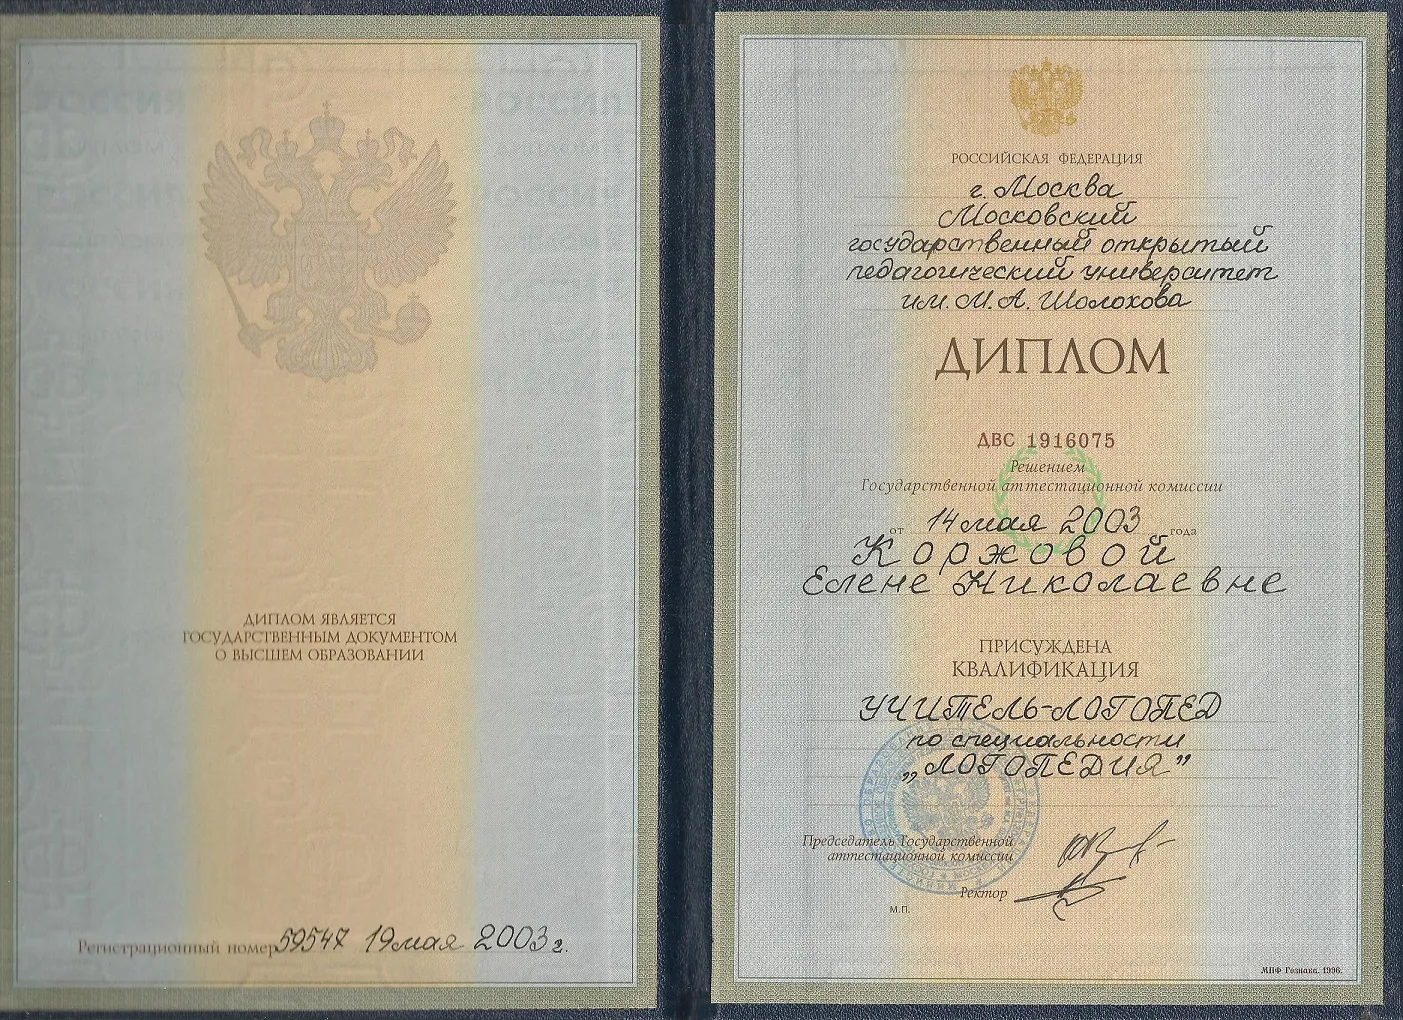 ДИПЛОМ ЯВЛЯЕТСЯ
ГОСУДАРСТВЕННЫМ ДОКУМЕНТОМ
О ВЫСШЕМ ОБРАЗОВАНИИ
Регистрационный номер 59547 19 мая 2003 г.
РОССИЙСКАЯ ФЕДЕРАЦИЯ
г. Москва
Московский
государственный открытый
педагогический университет
им. М. А. Шолохова
ДИПЛОМ
ДВС 1916075
Решением
Государственной аттестационной комиссии
от 14 мая 2003 года
Коржовой
Елене Николаевне
ПРИСУЖДЕНА
КВАЛИФИКАЦИЯ
УЧИТЕЛЬ-ЛОГОПЕД
по специальности
„ЛОГОПЕДИЯ”
Председатель Государственной
аттестационной комиссии
Ректор
М.П.
МПФ Гознака. 1996.